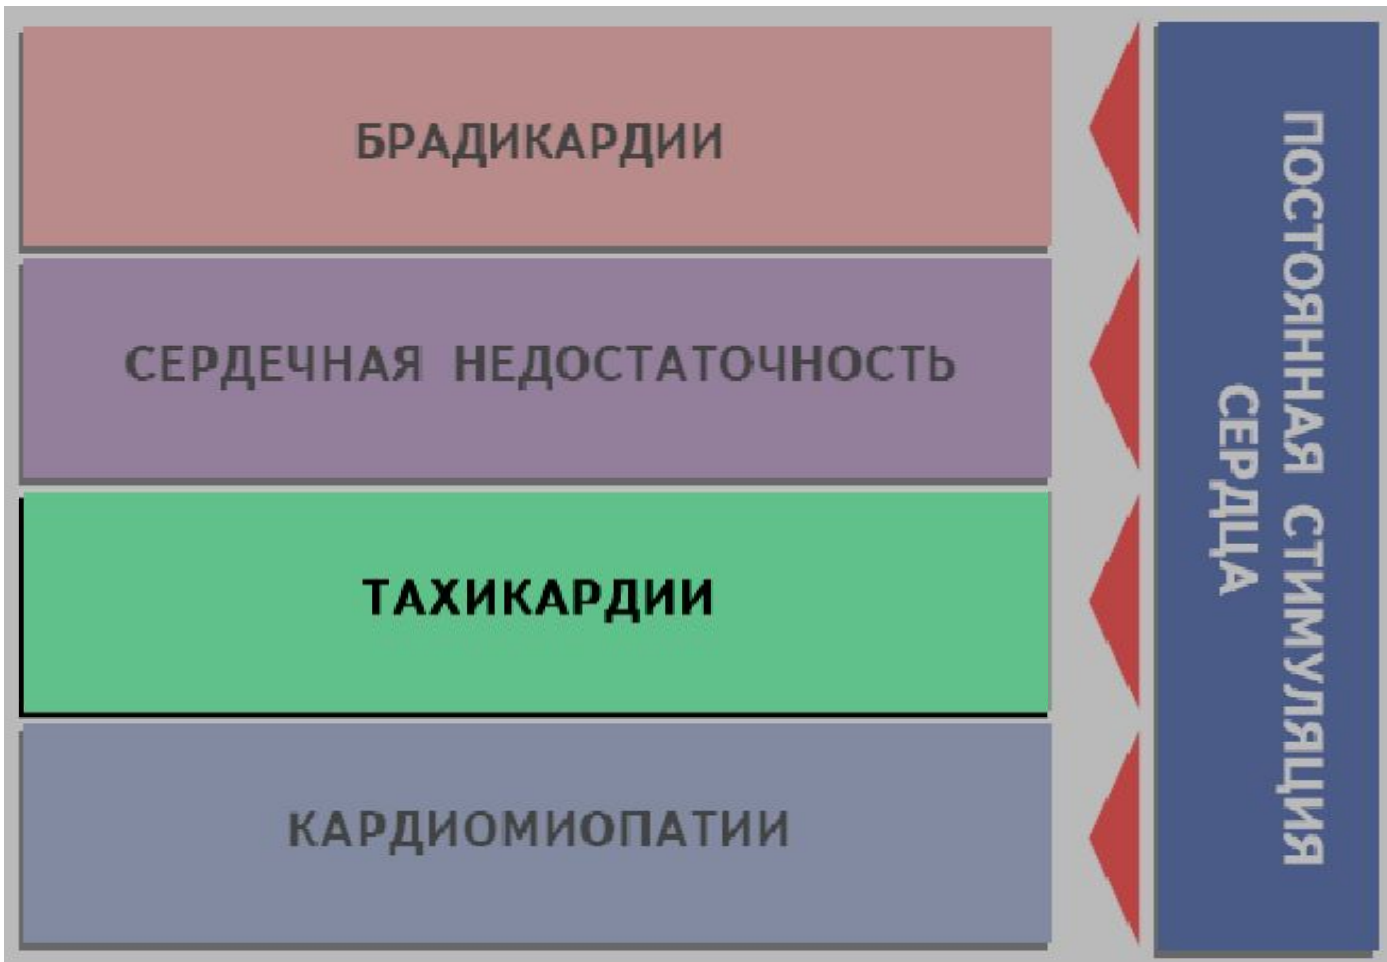 БРАДИКАРДИИ
СЕРДЕЧНАЯ НЕДОСТАТОЧНОСТЬ
ТАХИКАРДИИ
КАРДИОМИОПАТИИ
ПОСТОЯННАЯ СТИМУЛЯЦИЯ
СЕРДЦА